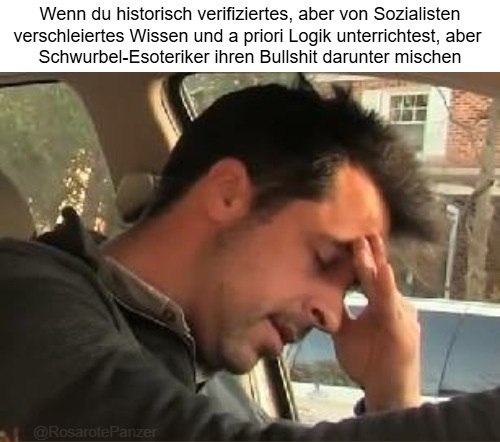 Wenn du historisch verifiziertes, aber von Sozialisten
verschleiertes Wissen und a priori Logik unterrichtest, aber
Schwurbel-Esoteriker ihren Bullshit darunter mischen
@RosarotePanzer